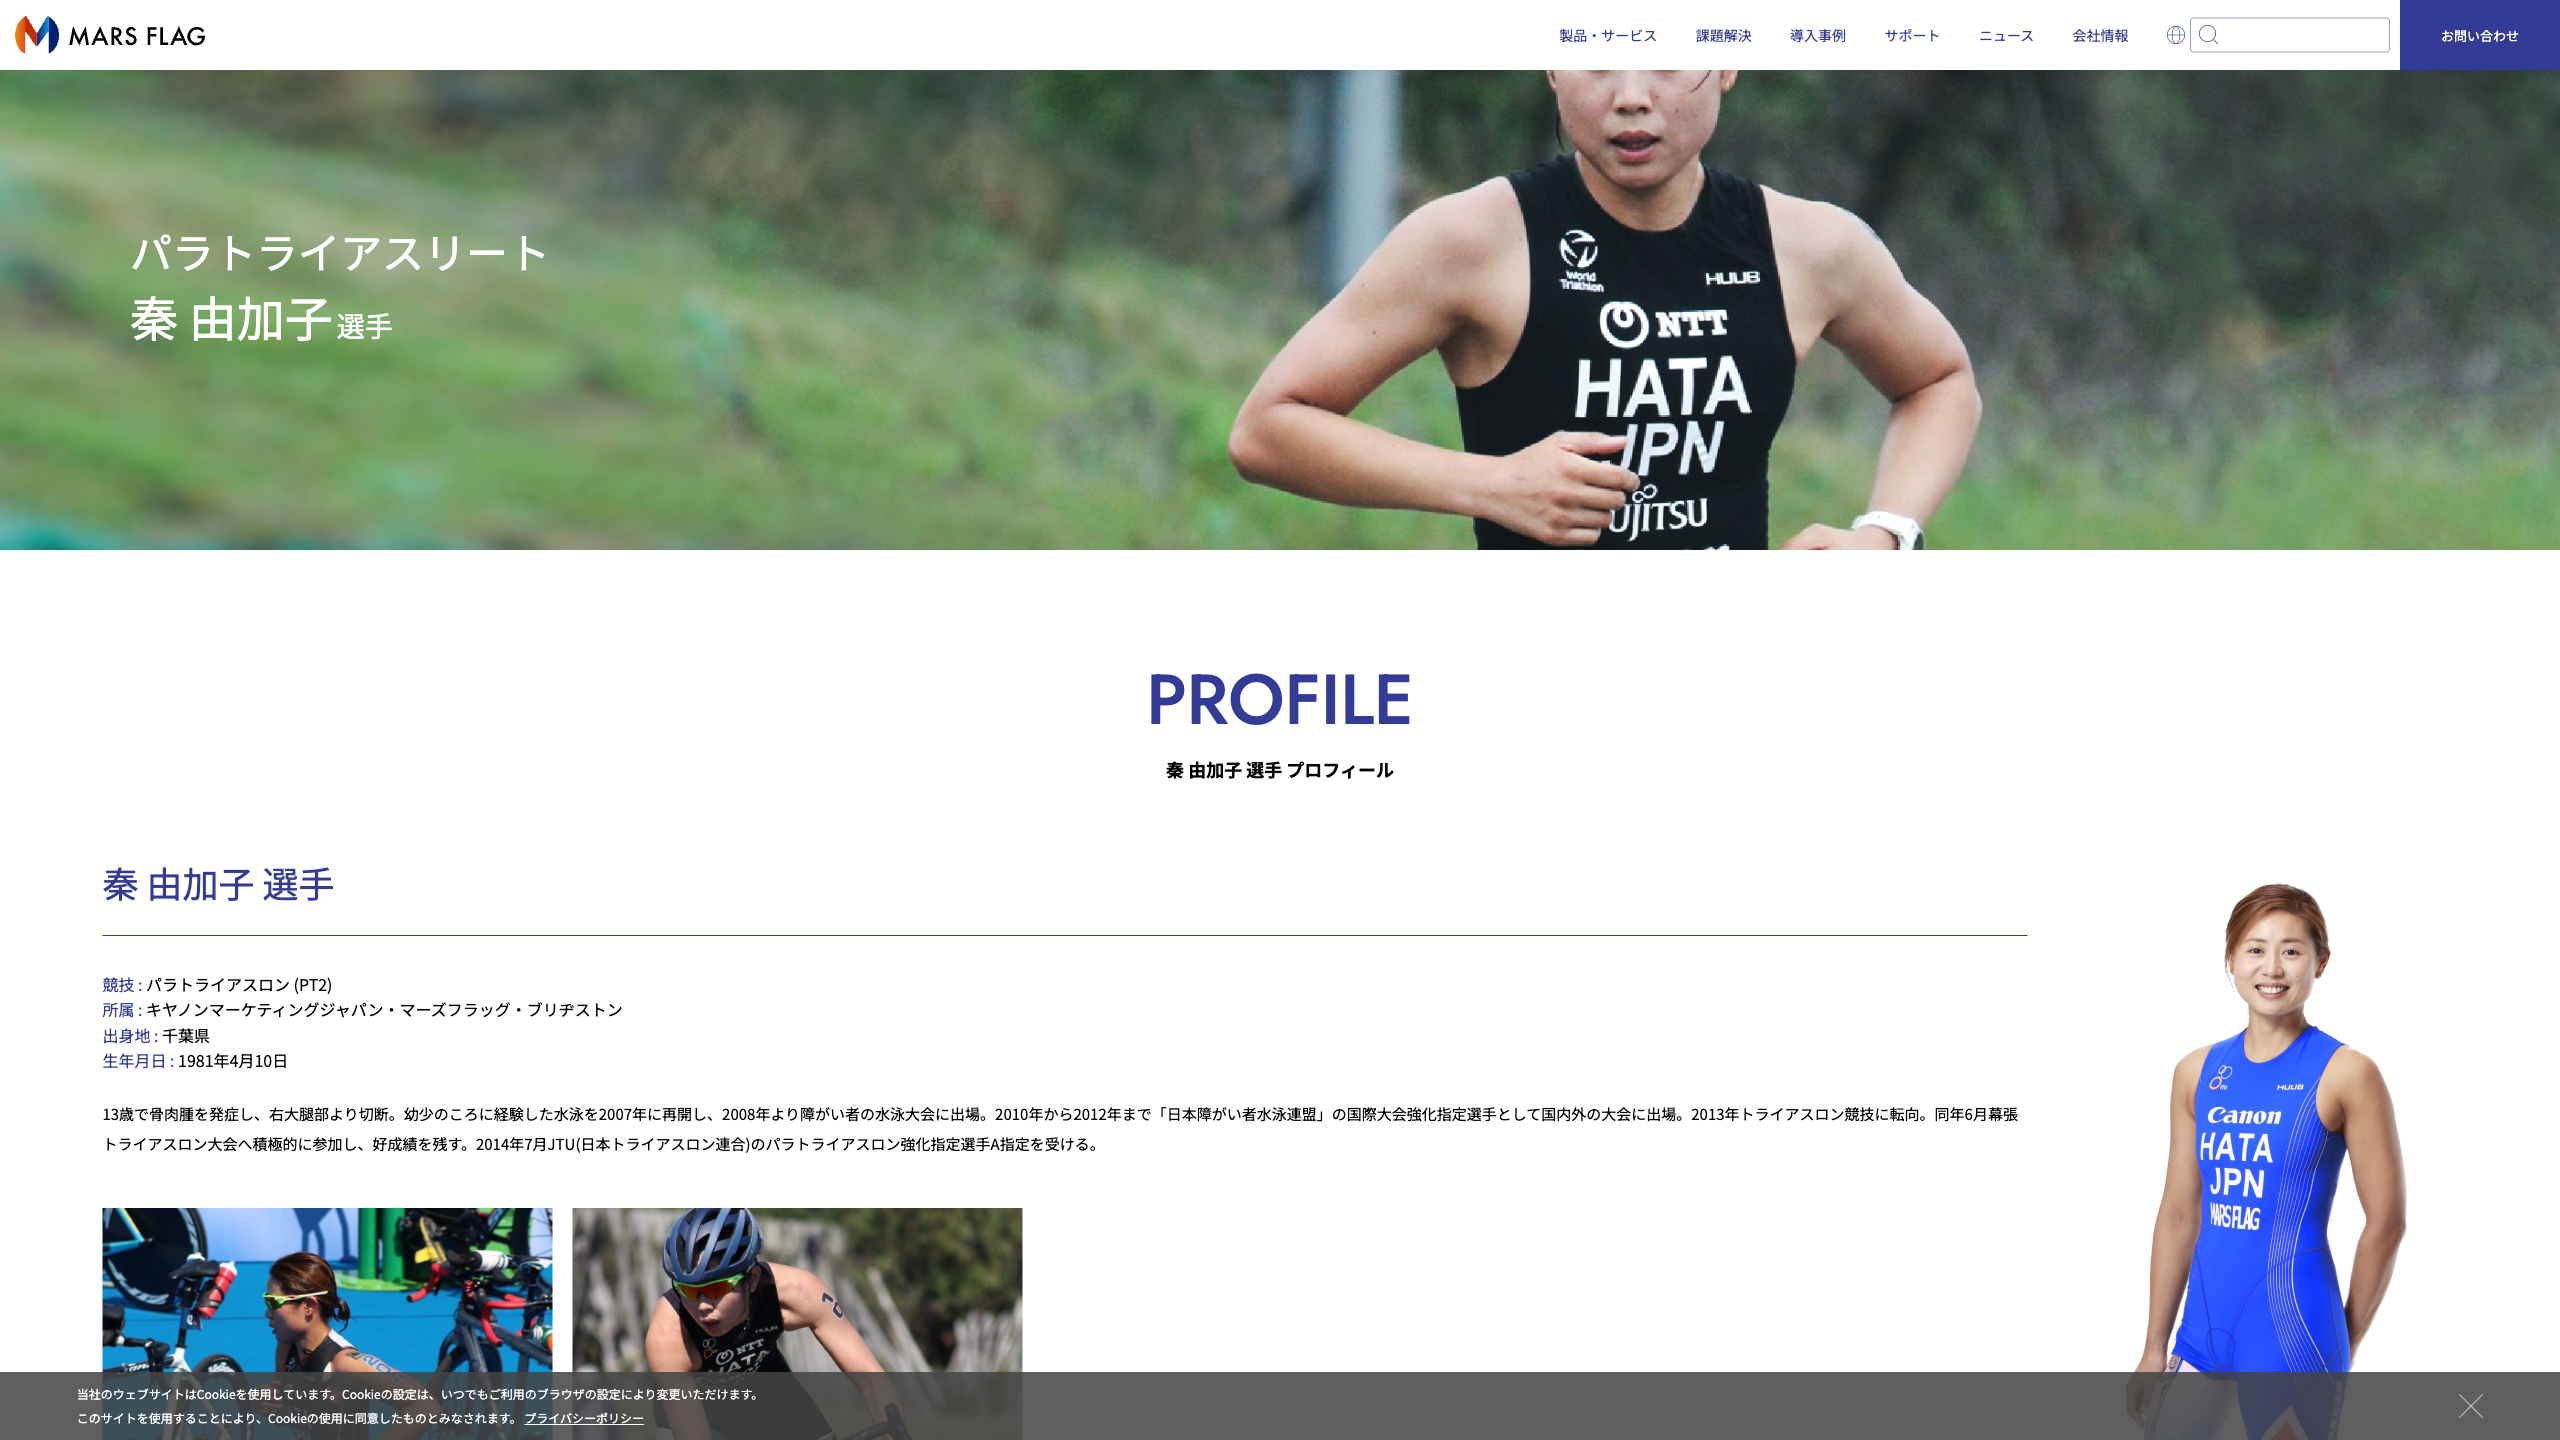 MARS FLAG
製品・サービス
課題解決
導入事例
サポート
ニュース
会社情報
お問い合わせ
パラトライアスリート
秦 由加子 選手
World
Triathlon
HUUB
NTT
HATA
JPN
UJITSU
PROFILE
秦 由加子 選手 プロフィール
秦 由加子 選手
競技 : パラトライアスロン (PT2)
所属 : キヤノンマーケティングジャパン・マーズフラッグ・ブリヂストン
出身地 : 千葉県
生年月日 : 1981年4月10日
13歳で骨肉腫を発症し、右大腿部より切断。幼少のころに経験した水泳を2007年に再開し、2008年より障がい者の水泳大会に出場。2010年から2012年まで「日本障がい者水泳連盟」の国際大会強化指定選手として国内外の大会に出場。2013年トライアスロン競技に転向。同年6月幕張
トライアスロン大会へ積極的に参加し、好成績を残す。2014年7月JTU(日本トライアスロン連合)のパラトライアスロン強化指定選手A指定を受ける。
ITU
HUUB
Canon
HATA
JPN
MARS FLAG
HUUB
NTT
HATA
当社のウェブサイトはCookieを使用しています。Cookieの設定は、いつでもご利用のブラウザの設定により変更いただけます。
このサイトを使用することにより、Cookieの使用に同意したものとみなされます。 プライバシーポリシー